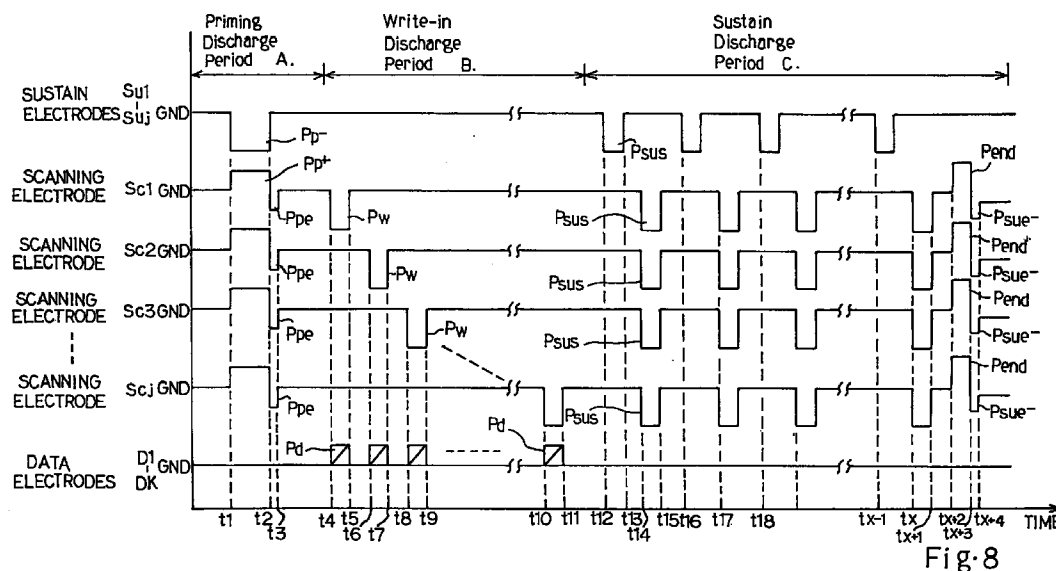 Priming
Discharge
Period A.
Write-in
Discharge
Period B.
Sustain
Discharge
Period C.
SUSTAIN
ELECTRODES
Su1
Suj GND
Pp-
Psus
Pp+
Pend
SCANNING
ELECTRODE
Sc1 GND
Ppe
Pw
Psus
Psue-
SCANNING
ELECTRODE
Sc2 GND
Ppe
Pw
Psus
Pend
Psue-
SCANNING
ELECTRODE
Sc3 GND
Ppe
Pw
Psus
Pend
Psue-
SCANNING
ELECTRODE
Scj GND
Ppe
Psus
Pend
Psue-
DATA
ELECTRODES
D1
DK
GND
Pd
Pd
t1 t2 t3 t4 t5 t6 t7 t8 t9 t10 t11 t12 t13 t14 t15 t16 t17 t18 tx-1 tx tx+1 tx+2 tx+3 tx+4 TIME
Fig·8